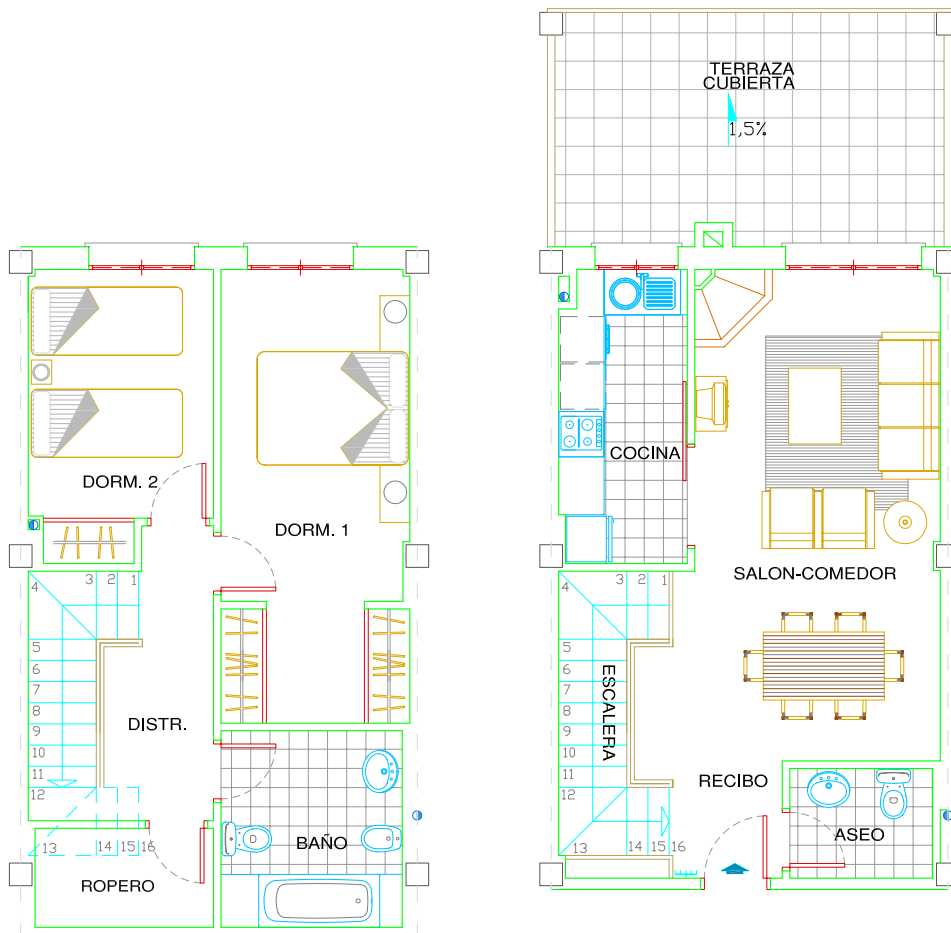 TERRAZA
CUBIERTA
1,5%
DORM. 2
DORM. 1
4
3
2
1
5
6
7
8
9
10
11
12
13
14
15
16
DISTR.
BAÑO
ROPERO
COCINA
SALON-COMEDOR
4
3
2
1
5
6
7
8
9
10
11
12
13
14
15
16
ESCALERA
RECIBO
ASEO